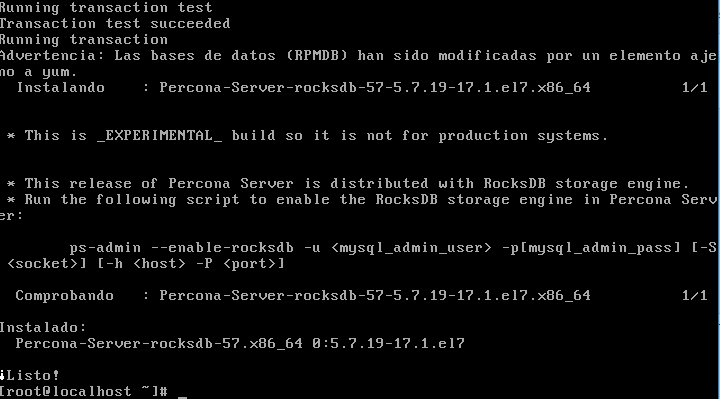 Running transaction test
Transaction test succeeded
Running transaction
Advertencia: Las bases de datos (RPMDB) han sido modificadas por un elemento aje
no a yum.
  Instalando    : Percona-Server-rocksdb-57-5.7.19-17.1.el7.x86_64            1/1
 * This is _EXPERIMENTAL_ build so it is not for production systems.
 * This release of Percona Server is distributed with RocksDB storage engine.
 * Run the following script to enable the RocksDB storage engine in Percona Serv
er:
        ps-admin --enable-rocksdb -u <mysql_admin_user> -p[mysql_admin_pass] [-S
 <socket>] [-h <host> -P <port>]
  Comprobando   : Percona-Server-rocksdb-57-5.7.19-17.1.el7.x86_64            1/1
Instalado:
  Percona-Server-rocksdb-57.x86_64 0:5.7.19-17.1.el7
¡Listo!
[root@localhost ~]# _